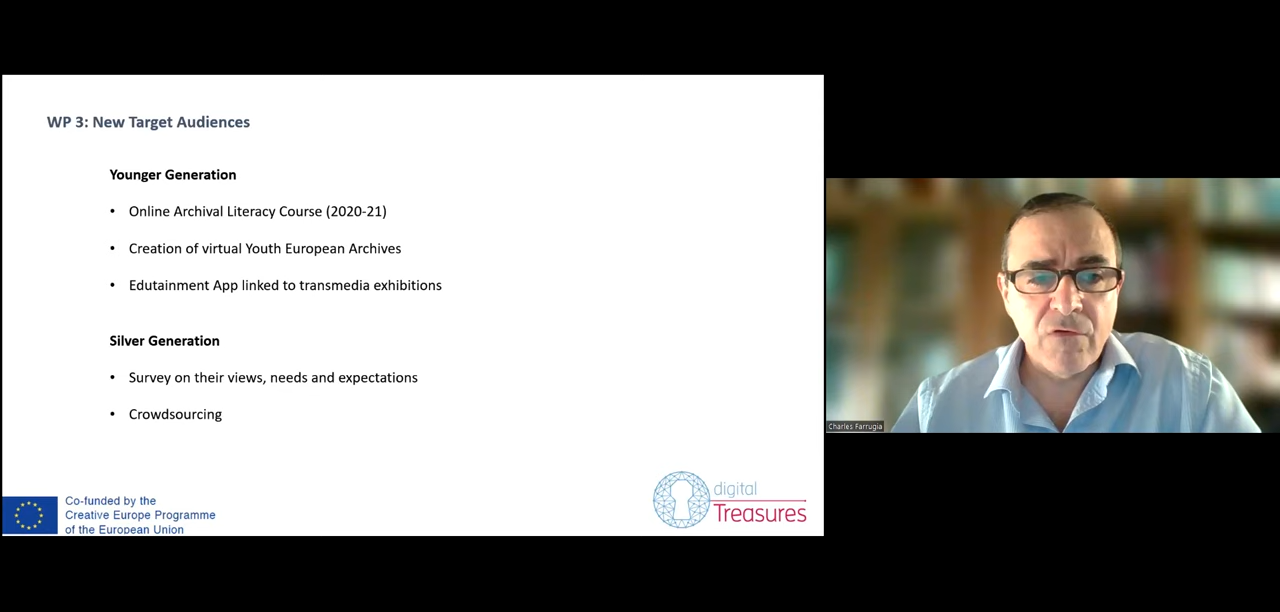 WP 3: New Target Audiences
Younger Generation
• Online Archival Literacy Course (2020-21)
• Creation of virtual Youth European Archives
• Edutainment App linked to transmedia exhibitions
Silver Generation
• Survey on their views, needs and expectations
• Crowdsourcing
Co-funded by the
Creative Europe Programme
of the European Union
digital
Treasures
Charles Farrugia